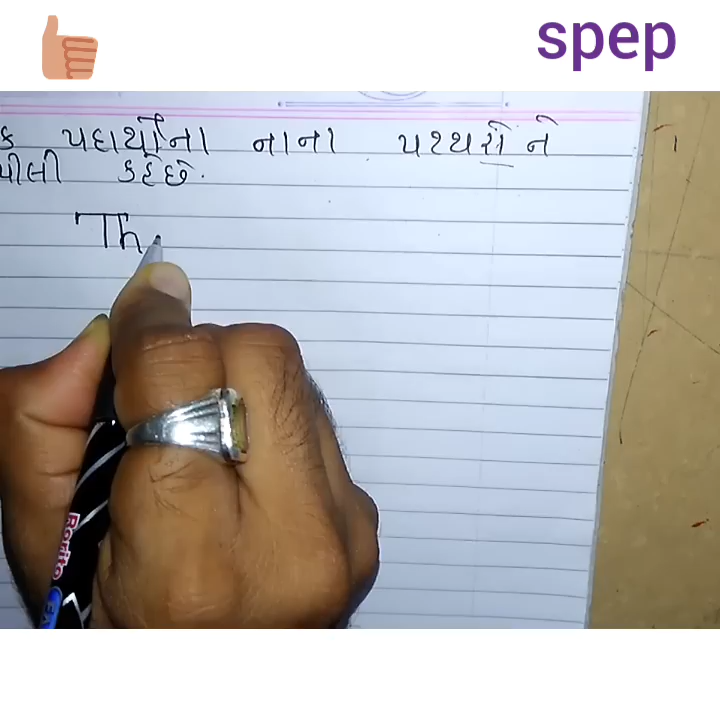 spep
ક પદાર્થોના નાના પથ્થરો ને
પીલી કહેછે.
Th
Rorito